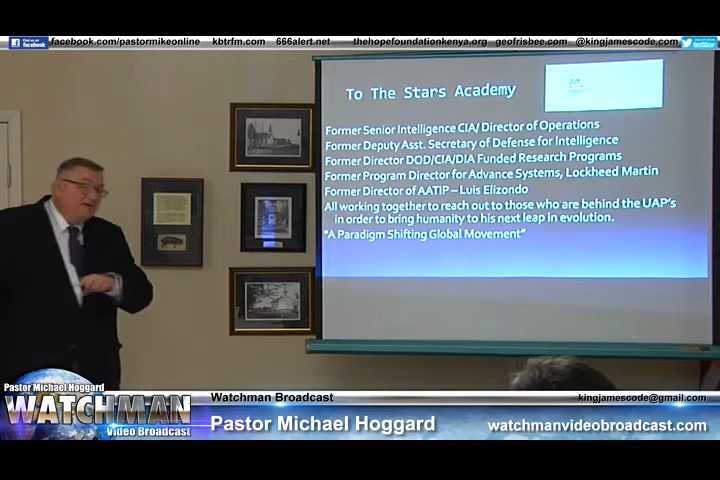 facebook.com/pastormikeonline kbtrfm.com 666alert.net thehopefoundationkenya.org geofrisbee.com @kingjamescode.com
Find us on
facebook
twitter
To The Stars Academy
Former Senior Intelligence CIA/ Director of Operations
Former Deputy Asst. Secretary of Defense for Intelligence
Former Director DOD/CIA/DIA Funded Research Programs
Former Program Director for Advance Systems, Lockheed Martin
Former Director of AATIP – Luis Elizondo
All working together to reach out to those who are behind the UAP's
in order to bring humanity to his next leap in evolution.
"A Paradigm Shifting Global Movement"
Pastor Michael Hoggard
WATCHMAN
Video Broadcast
Watchman Broadcast
kingjamescode@gmail.com
Pastor Michael Hoggard
watchmanvideobroadcast.com